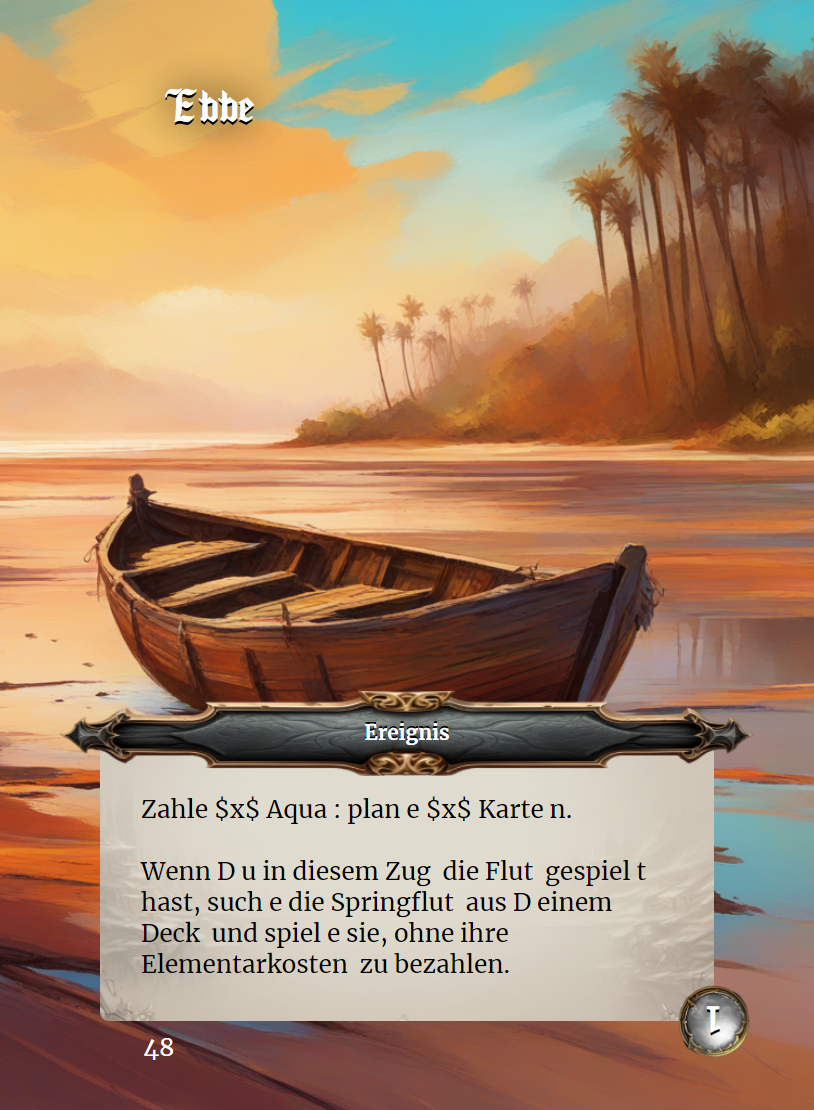 Ebbe
Ereignis
Zahle $x$ Aqua : plan e $x$ Karte n.
Wenn D u in diesem Zug  die Flut  gespiel t
hast, such e die Springflut  aus D einem
Deck  und spiel e sie, ohne ihre
Elementarkosten  zu bezahlen.
1
48